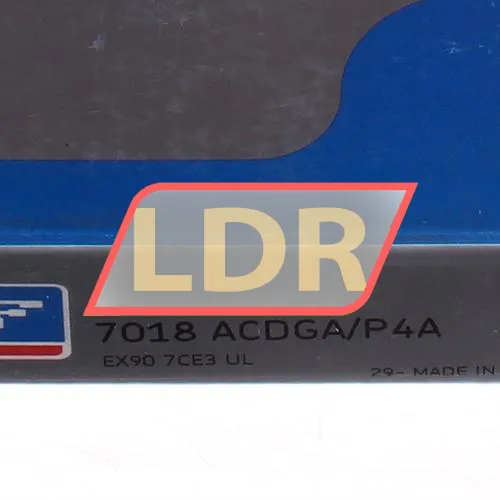 LDR
7018 ACDGA/P4A
EX90 7CE3 UL
29- MADE IN